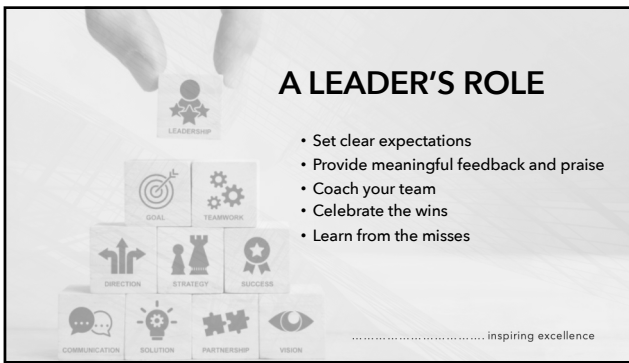 A LEADER'S ROLE
• Set clear expectations
• Provide meaningful feedback and praise
• Coach your team
• Celebrate the wins
• Learn from the misses
LEADERSHIP
GOAL TEAMWORK
DIRECTION STRATEGY SUCCESS
COMMUNICATION SOLUTION PARTNERSHIP VISION
................................ inspiring excellence